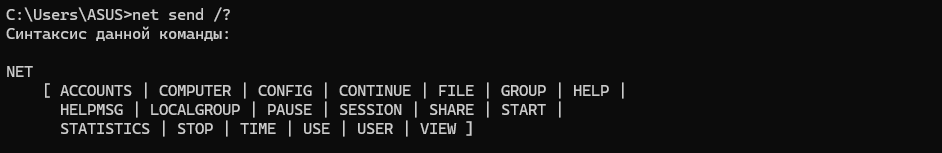 C:\Users\ASUS>net send /?
Синтаксис данной команды:
NET
[ ACCOUNTS | COMPUTER | CONFIG | CONTINUE | FILE | GROUP | HELP |
HELPMSG | LOCALGROUP | PAUSE | SESSION | SHARE | START |
STATISTICS | STOP | TIME | USE | USER | VIEW ]